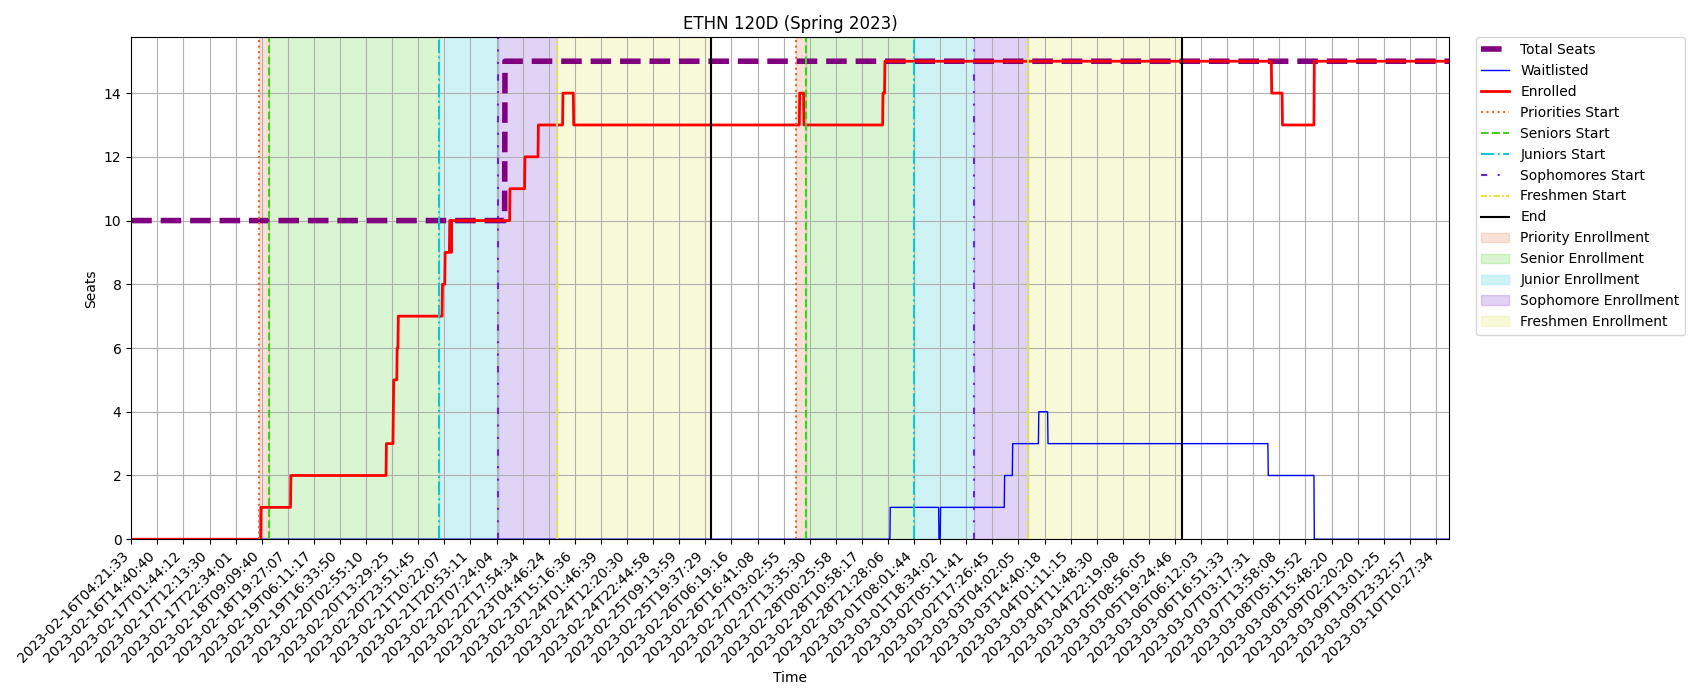 ETHN 120D (Spring 2023)
Seats
14
12
10
8
6
4
2
0
2023-02-16T04:21:33
2023-02-16T14:40:40
2023-02-17T01:44:12
2023-02-17T12:13:30
2023-02-17T22:34:01
2023-02-18T09:09:40
2023-02-18T19:27:07
2023-02-19T06:11:17
2023-02-19T16:33:50
2023-02-20T02:55:10
2023-02-20T13:29:25
2023-02-20T23:51:45
2023-02-21T10:22:07
2023-02-21T20:53:11
2023-02-22T07:24:04
2023-02-22T17:54:34
2023-02-23T04:46:24
2023-02-23T15:16:36
2023-02-24T01:46:39
2023-02-24T12:20:30
2023-02-24T22:44:58
2023-02-25T09:13:59
2023-02-25T19:37:29
2023-02-26T06:19:16
2023-02-26T16:41:08
2023-02-27T03:02:55
2023-02-27T13:35:30
2023-02-28T00:25:58
2023-02-28T10:58:17
2023-02-28T21:28:06
2023-03-01T08:01:44
2023-03-01T18:34:02
2023-03-02T05:11:41
2023-03-02T17:26:45
2023-03-03T04:02:05
2023-03-03T14:40:18
2023-03-04T01:11:15
2023-03-04T11:48:30
2023-03-04T22:19:08
2023-03-05T08:56:05
2023-03-05T19:24:46
2023-03-06T06:12:03
2023-03-06T16:51:33
2023-03-07T03:17:31
2023-03-07T13:58:08
2023-03-08T05:15:52
2023-03-08T15:48:20
2023-03-09T02:20:20
2023-03-09T13:01:25
2023-03-09T23:32:57
2023-03-10T10:27:34
Time
Total Seats
Waitlisted
Enrolled
Priorities Start
Seniors Start
Juniors Start
Sophomores Start
Freshmen Start
End
Priority Enrollment
Senior Enrollment
Junior Enrollment
Sophomore Enrollment
Freshmen Enrollment